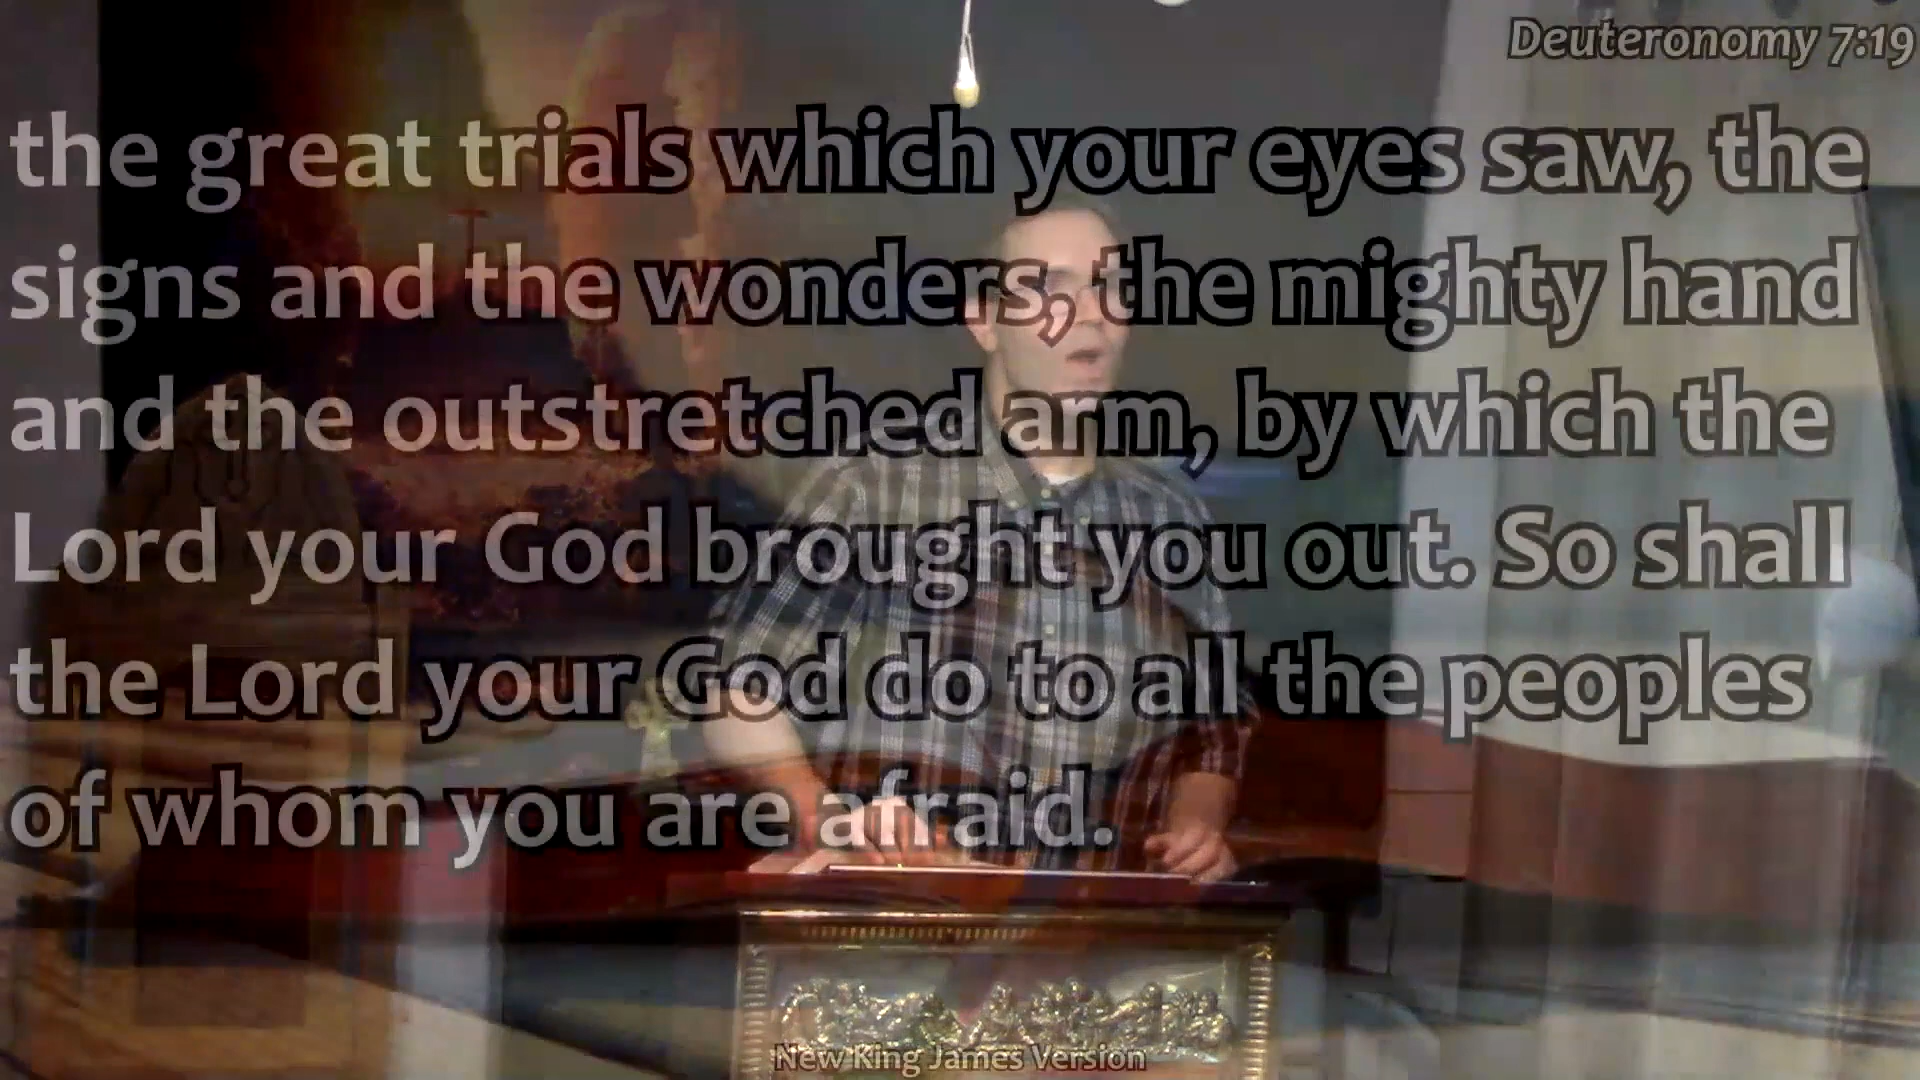 Deuteronomy 7:19
the great trials which your eyes saw, the
signs and the wonders, the mighty hand
and the outstretched arm, by which the
Lord your God brought you out. So shall
the Lord your God do to all the peoples
of whom you are afraid.
New King James Version